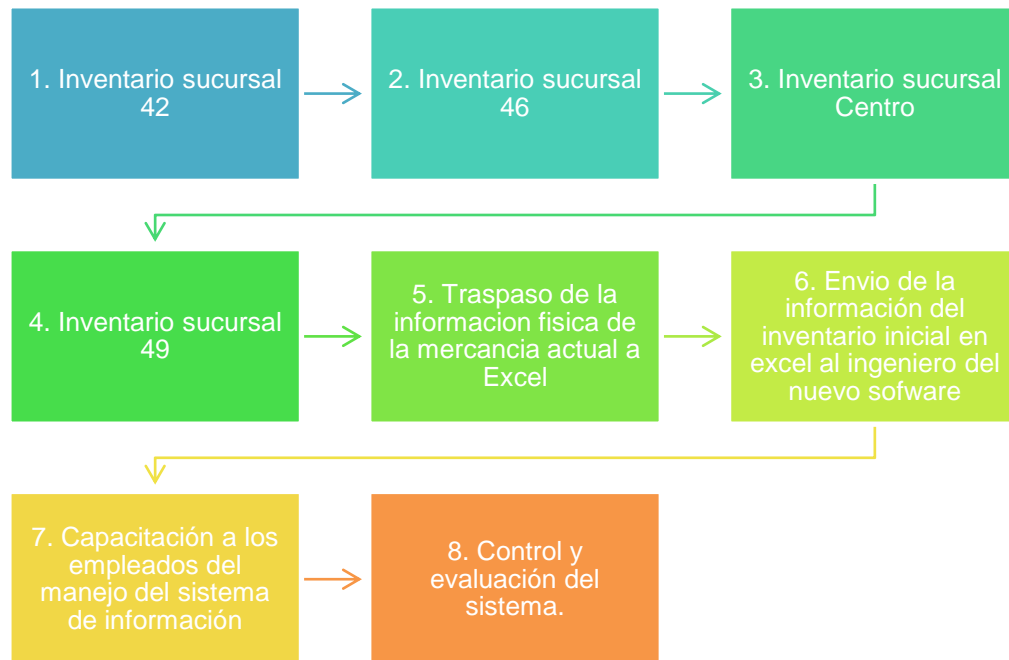 1. Inventario sucursal
42
2. Inventario sucursal
46
3. Inventario sucursal
Centro
4. Inventario sucursal
49
5. Traspaso de la
informacion fisica de
la mercancia actual a
Excel
6. Envio de la
información del
inventario inicial en
excel al ingeniero del
nuevo sofware
7. Capacitación a los
empleados del
manejo del sistema
de información
8. Control y
evaluación del
sistema.